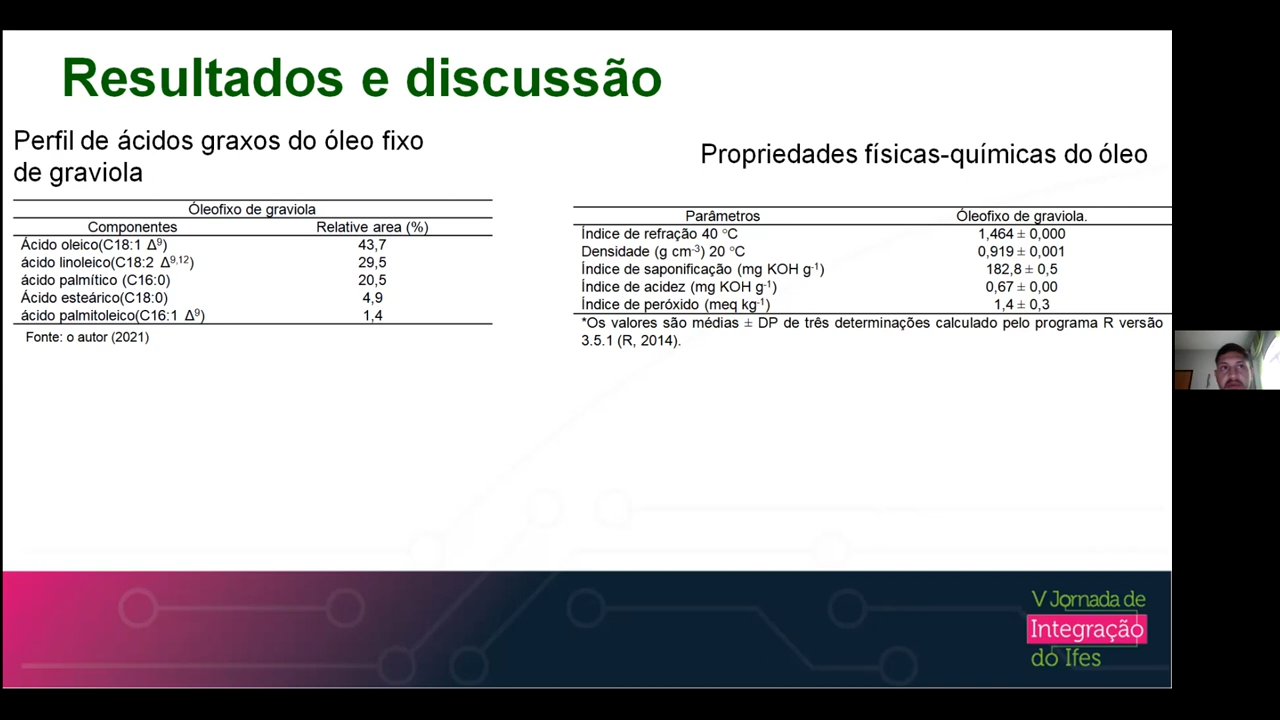 Resultados e discussão
Perfil de ácidos graxos do óleo fixo
de graviola
Óleofixo de graviola
Componentes Relative area (%)
Ácido oleico(C18:1 Δ⁹) 43,7
ácido linoleico(C18:2 Δ⁹,¹²) 29,5
ácido palmítico (C16:0) 20,5
Ácido esteárico(C18:0) 4,9
ácido palmitoleico(C16:1 Δ⁹) 1,4
Fonte: o autor (2021)
Propriedades físicas-químicas do óleo
Parâmetros Óleofixo de graviola.
Índice de refração 40 °C 1,464 ± 0,000
Densidade (g cm⁻³) 20 °C 0,919 ± 0,001
Índice de saponificação (mg KOH g⁻¹) 182,8 ± 0,5
Índice de acidez (mg KOH g⁻¹) 0,67 ± 0,00
Índice de peróxido (meq kg⁻¹) 1,4 ± 0,3
*Os valores são médias ± DP de três determinações calculado pelo programa R versão
3.5.1 (R, 2014).
V Jornada de
Integração
do Ifes